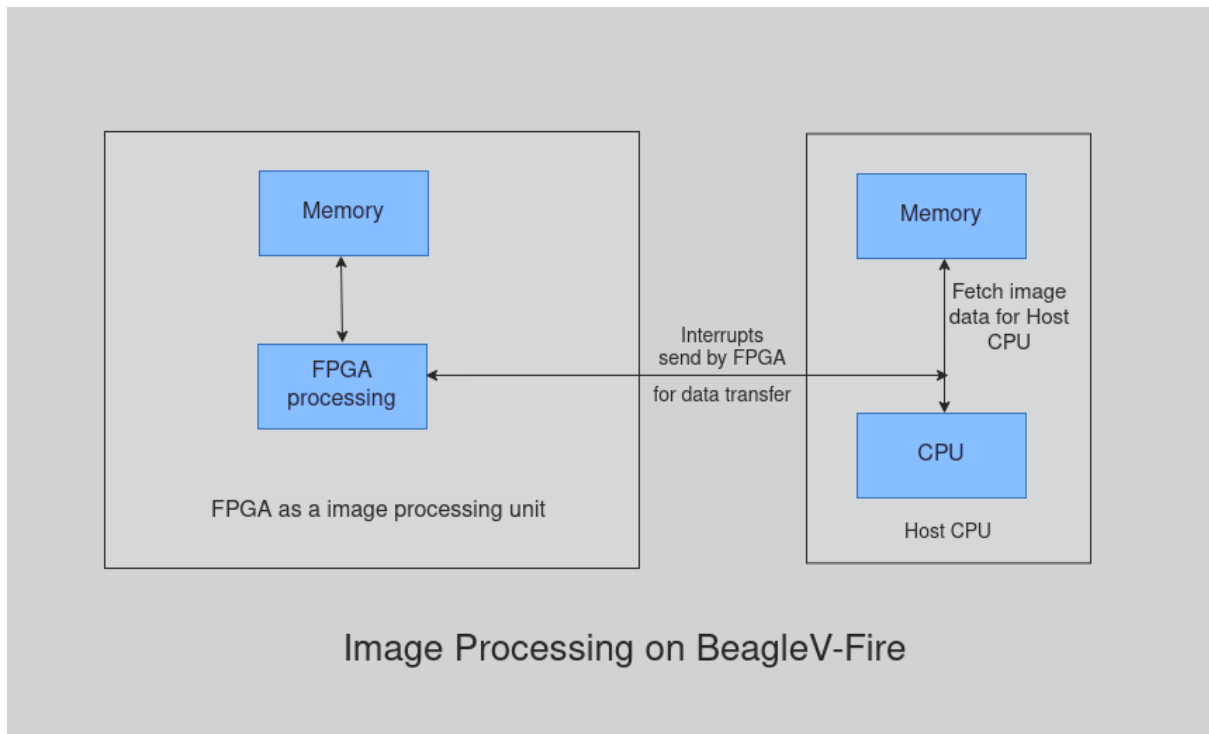 Memory
FPGA
processing
FPGA as a image processing unit
Interrupts
send by FPGA
for data transfer
Memory
Fetch image
data for Host
CPU
CPU
Host CPU
Image Processing on BeagleV-Fire